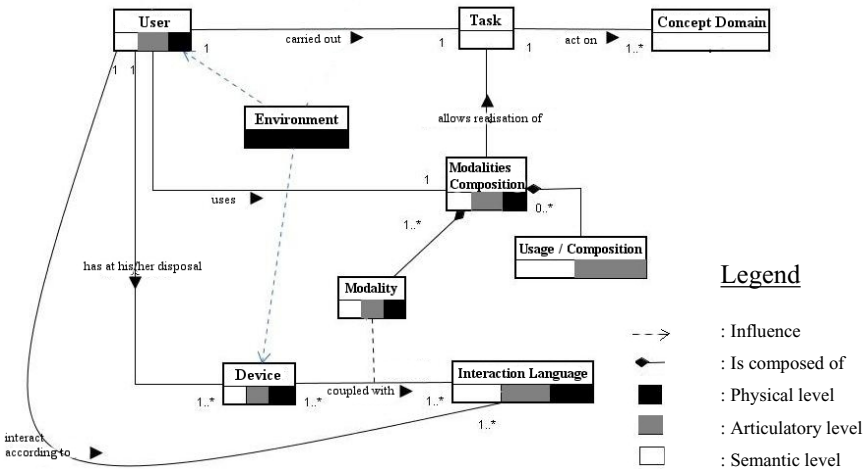 User
Task
Concept Domain
1
carried out
1
1
act on
1..*
1
1
Environment
allows realisation of
Modalities
Composition
1
uses
0..*
1..*
Usage / Composition
has at his/her disposal
Modality
Device
Interaction Language
1..*
1..*
coupled with
1..*
1..*
interact
according to
Legend
: Influence
: Is composed of
: Physical level
: Articulatory level
: Semantic level